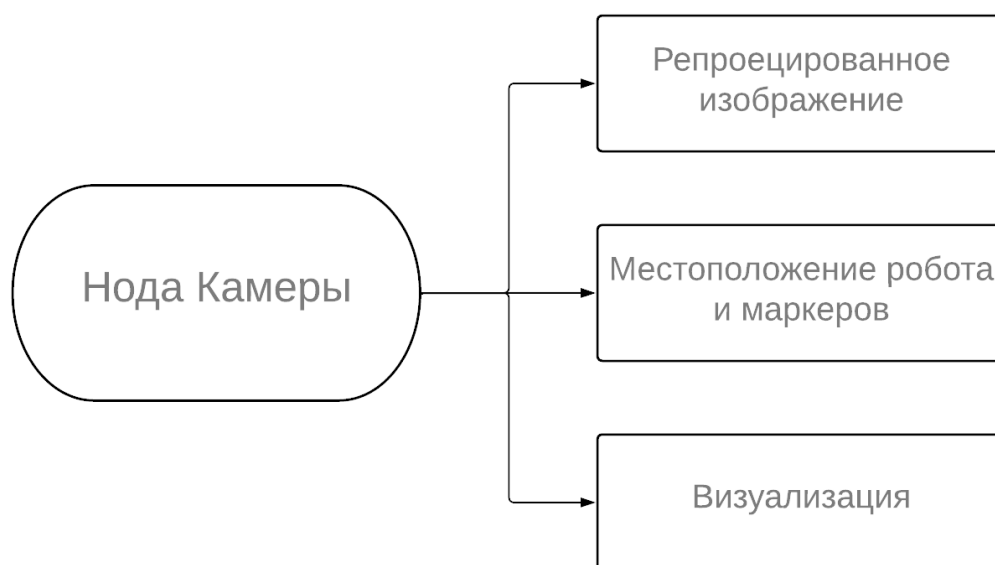 Репроецированное
изображение
Нода Камеры
Местоположение робота
и маркеров
Визуализация